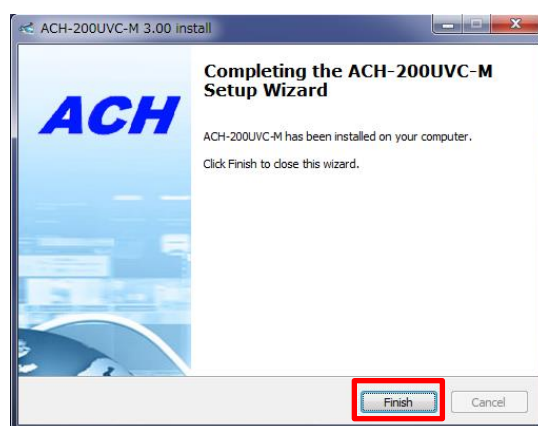 ACH-200UVC-M 3.00 install
ACH
Completing the ACH-200UVC-M
Setup Wizard
ACH-200UVC-M has been installed on your computer.
Click Finish to close this wizard.
Finish
Cancel